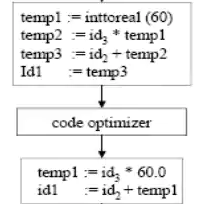 temp1 := inttoreal (60)
temp2 := id₃ * temp1
temp3 := id₂ + temp2
Id1 := temp3
code optimizer
temp1 := id₃ * 60.0
id1 := id₂ + temp1